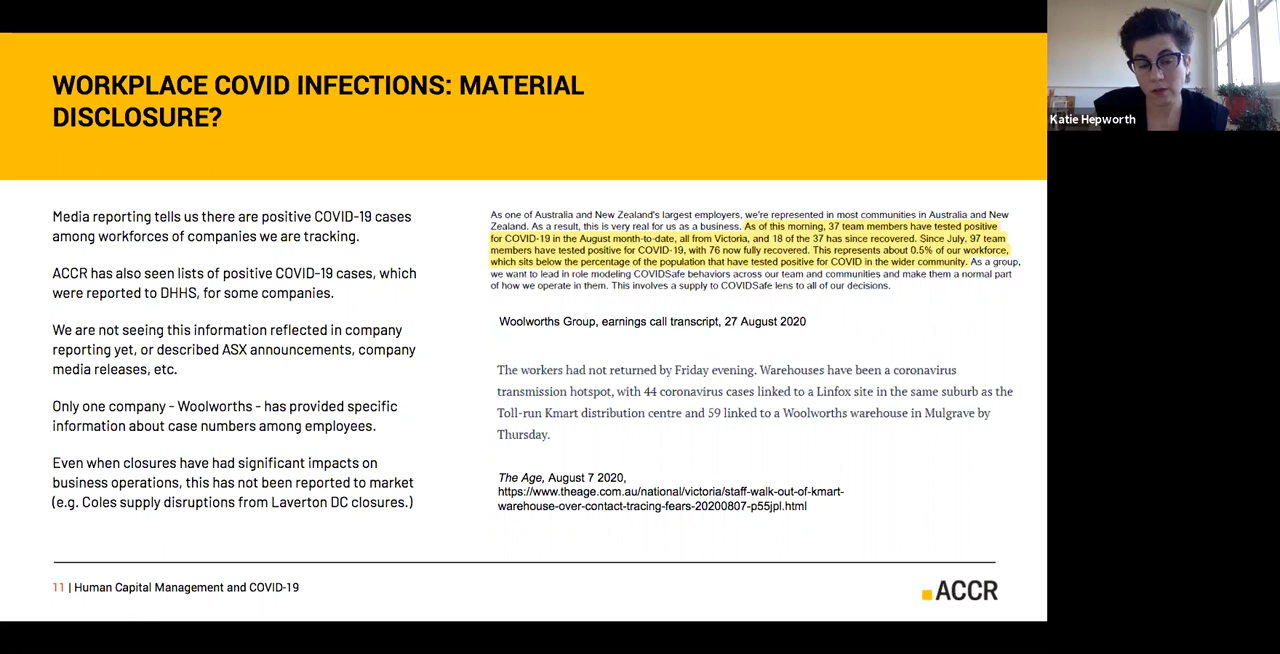 WORKPLACE COVID INFECTIONS: MATERIAL
DISCLOSURE?
Katie Hepworth
Media reporting tells us there are positive COVID-19 cases
among workforces of companies we are tracking.
ACCR has also seen lists of positive COVID-19 cases, which
were reported to DHHS, for some companies.
We are not seeing this information reflected in company
reporting yet, or described ASX announcements, company
media releases, etc.
Only one company - Woolworths - has provided specific
information about case numbers among employees.
Even when closures have had significant impacts on
business operations, this has not been reported to market
(e.g. Coles supply disruptions from Laverton DC closures.)
As one of Australia and New Zealand's largest employers, we're represented in most communities in Australia and New
Zealand. As a result, this is very real for us as a business. As of this morning, 37 team members have tested positive
for COVID-19 in the August month-to-date, all from Victoria, and 18 of the 37 has since recovered. Since July, 97 team
members have tested positive for COVID-19, with 76 now fully recovered. This represents about 0.5% of our workforce,
which sits below the percentage of the population that have tested positive for COVID in the wider community. As a group,
we want to lead in role modeling COVIDSafe behaviors across our team and communities and make them a normal part
of how we operate in them. This involves a supply to COVIDSafe lens to all of our decisions.
Woolworths Group, earnings call transcript, 27 August 2020
The workers had not returned by Friday evening. Warehouses have been a coronavirus
transmission hotspot, with 44 coronavirus cases linked to a Linfox site in the same suburb as the
Toll-run Kmart distribution centre and 59 linked to a Woolworths warehouse in Mulgrave by
Thursday.
The Age, August 7 2020,
https://www.theage.com.au/national/victoria/staff-walk-out-of-kmart-
warehouse-over-contact-tracing-fears-20200807-p55jpl.html
11 | Human Capital Management and COVID-19
ACCR